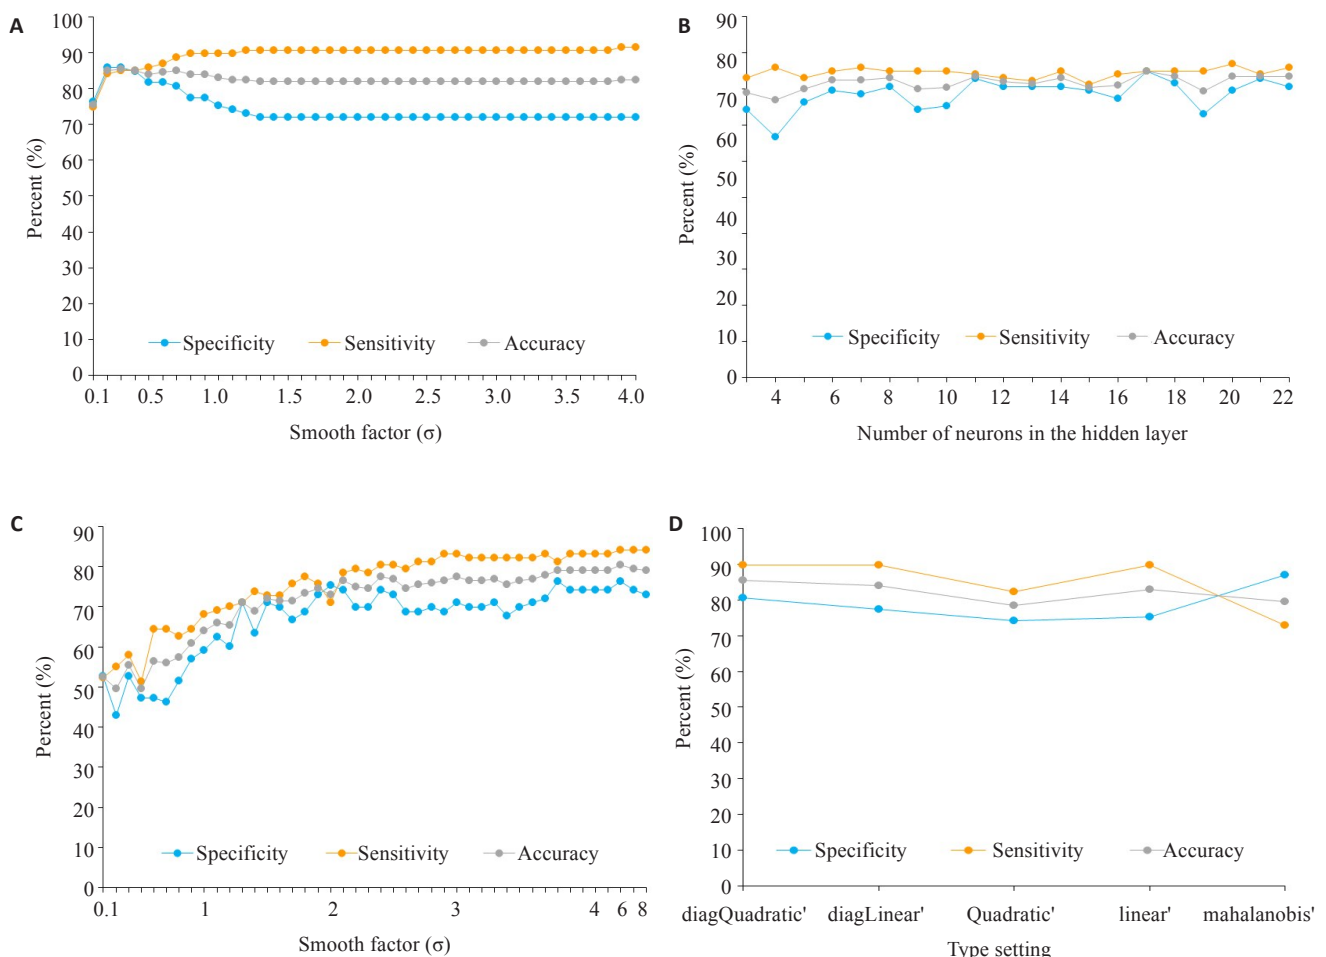 A
100
90
80
70
60
50
40
30
20
10
0
Percent (%)
Specificity Sensitivity Accuracy
0.1 0.5 1.0 1.5 2.0 2.5 3.0 3.5 4.0
Smooth factor (σ)
B
90
80
70
60
50
40
30
20
10
0
Percent (%)
Specificity Sensitivity Accuracy
4 6 8 10 12 14 16 18 20 22
Number of neurons in the hidden layer
C
90
80
70
60
50
40
30
20
10
0
Percent (%)
Specificity Sensitivity Accuracy
0.1 1 2 3 4 6 8
Smooth factor (σ)
D
100
90
80
70
60
50
40
30
20
10
0
Percent (%)
Specificity Sensitivity Accuracy
diagQuadratic' diagLinear' Quadratic' linear' mahalanobis'
Type setting